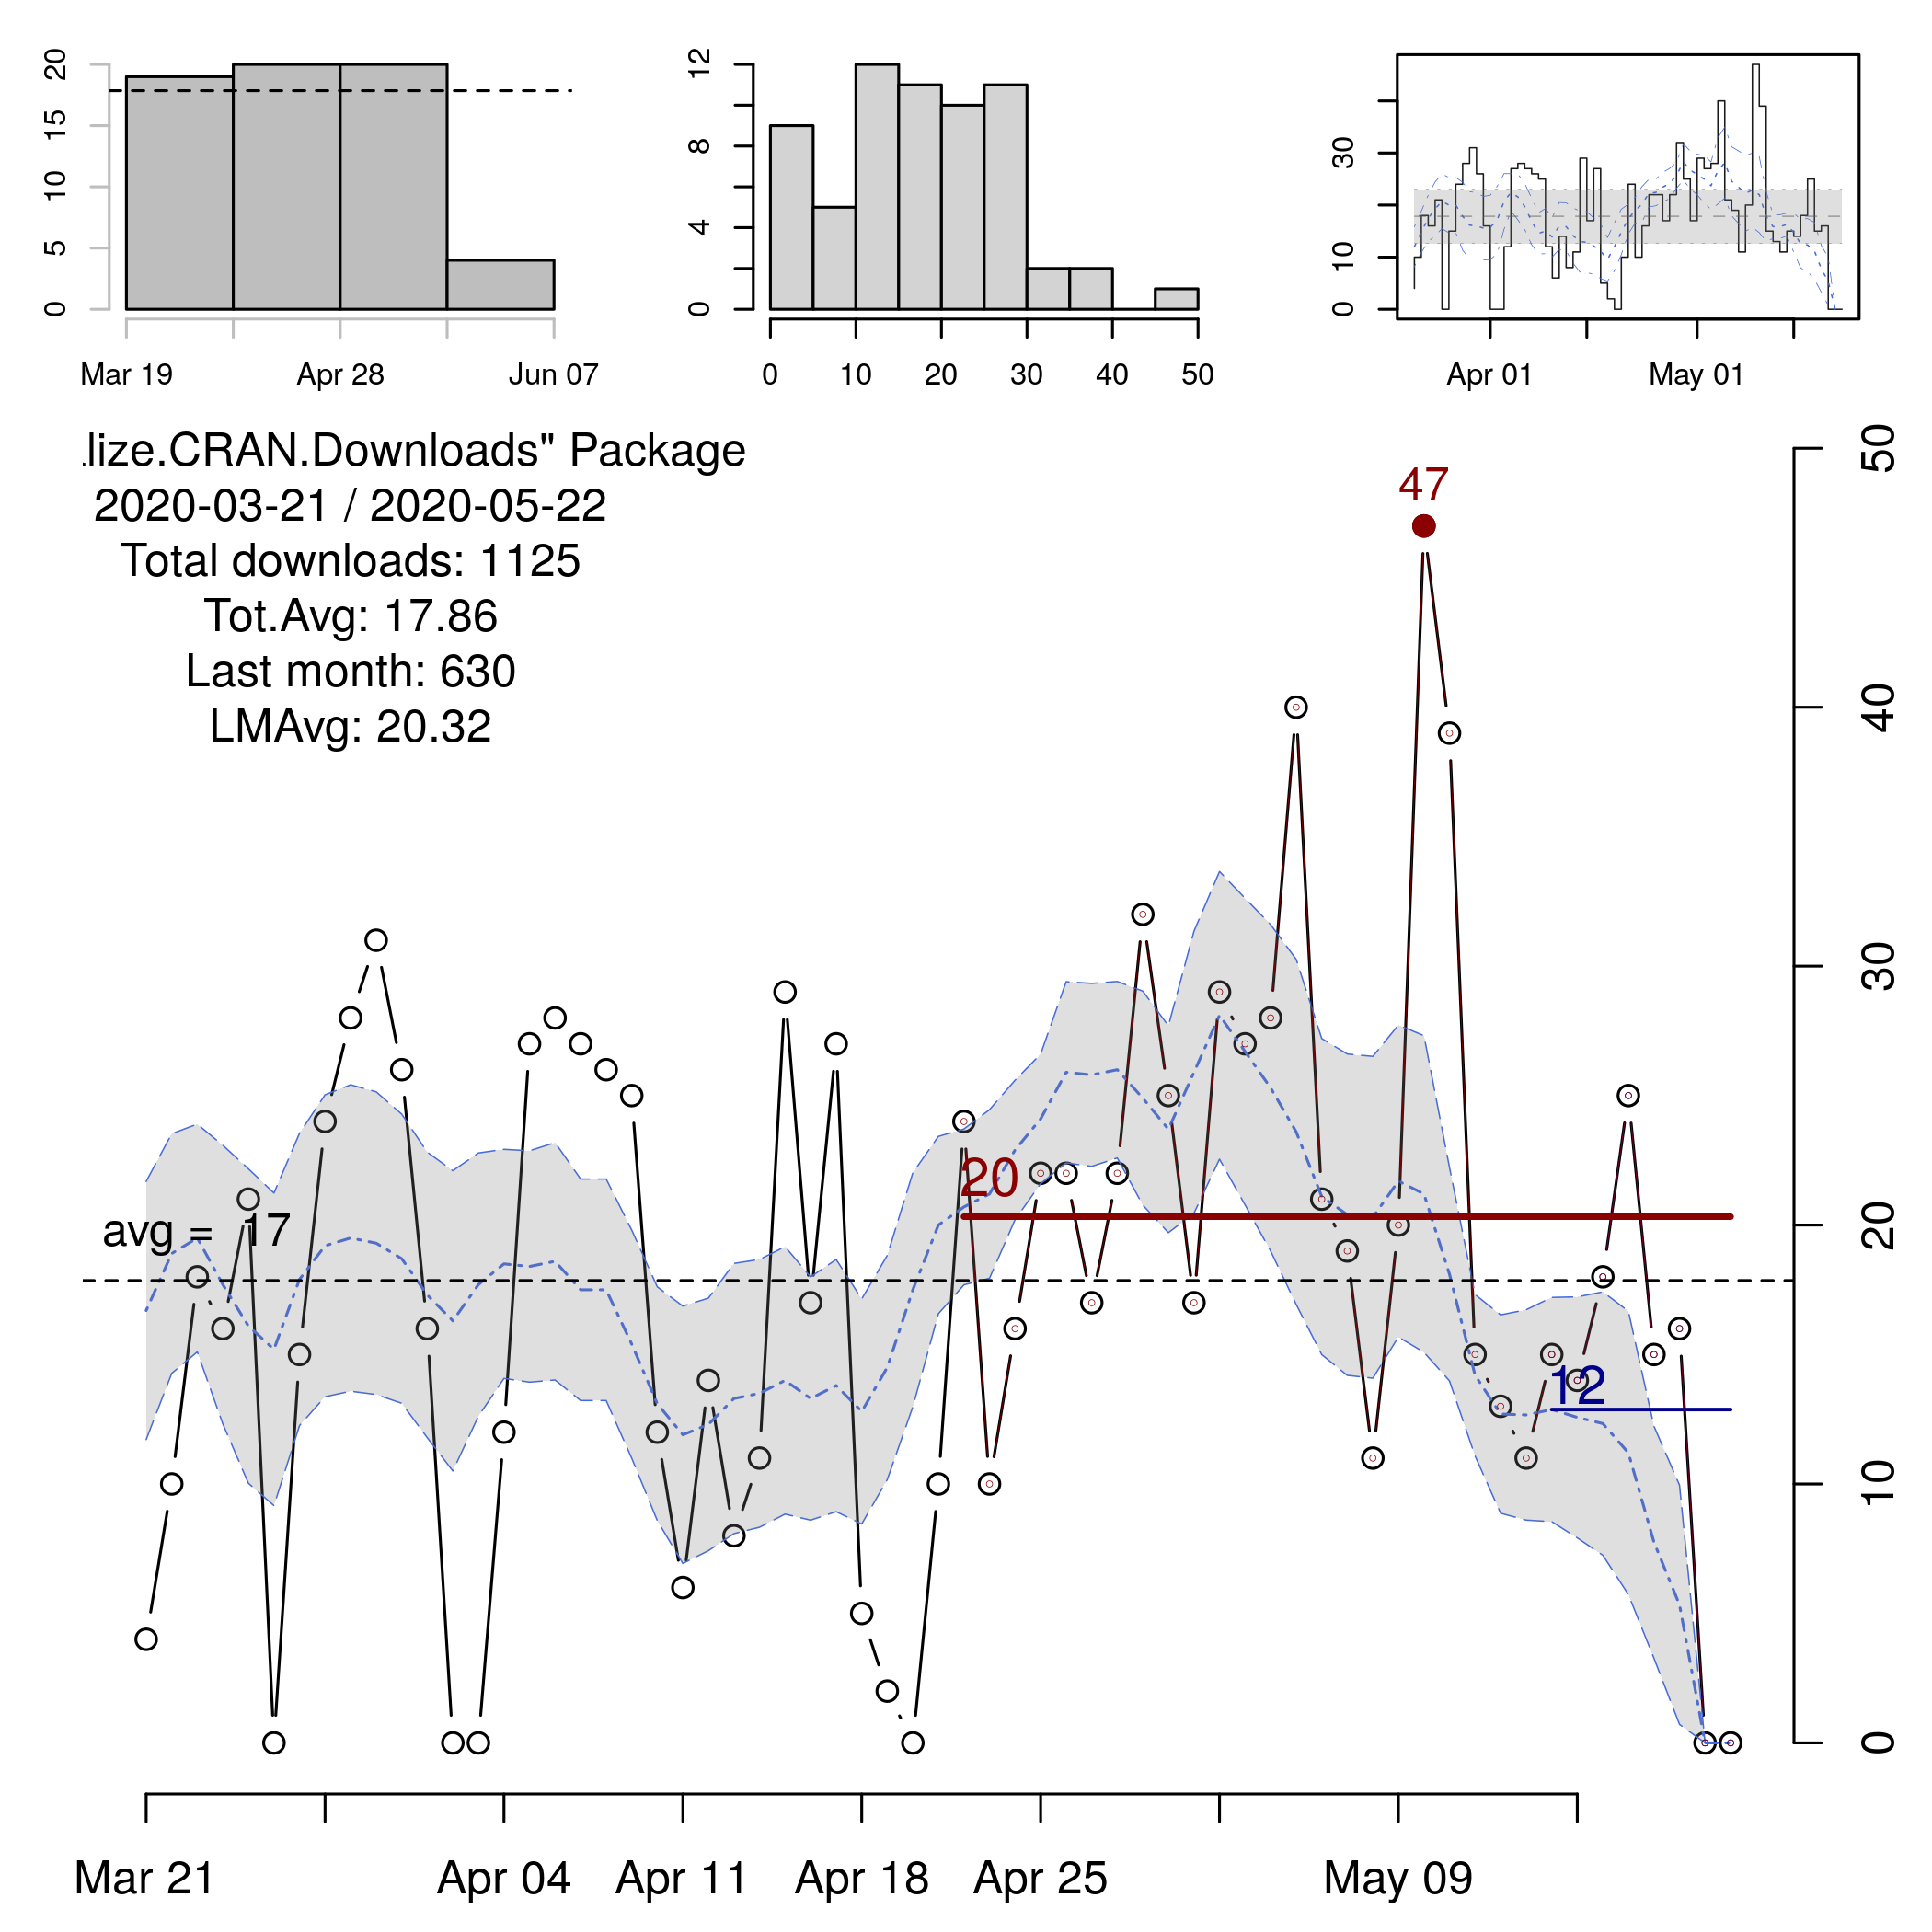 20
15
10
5
0
Mar 19 Apr 28 Jun 07
12
8
4
0
0 10 20 30 40 50
30
10
0
Apr 01 May 01
.lize.CRAN.Downloads" Package
2020-03-21 / 2020-05-22
Total downloads: 1125
Tot.Avg: 17.86
Last month: 630
LMAvg: 20.32
47
20
avg = 17
12
50
40
30
20
10
0
Mar 21 Apr 04 Apr 11 Apr 18 Apr 25 May 09